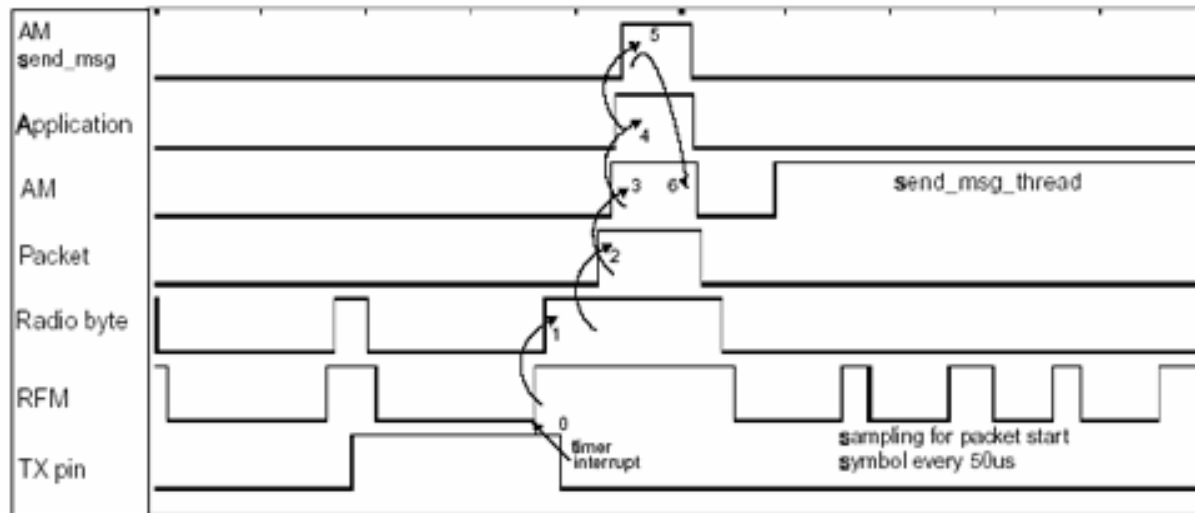 AM
send_msg
5
Application
4
AM
3
6
send_msg_thread
Packet
2
Radio byte
1
RFM
0
timer
interrupt
sampling for packet start
symbol every 50us
TX pin